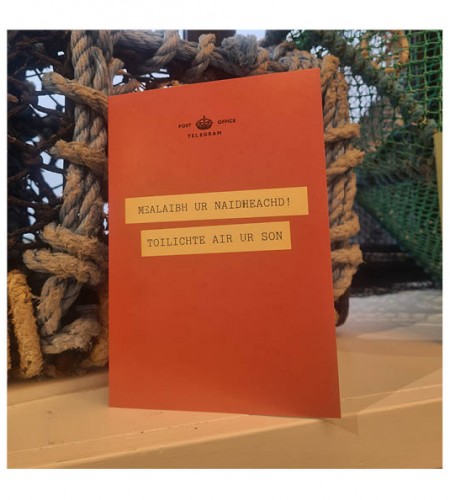 POST OFFICE
TELEGRAM
MEALAIBH UR NAIDHEACHD!
TOILICHTE AIR UR SON